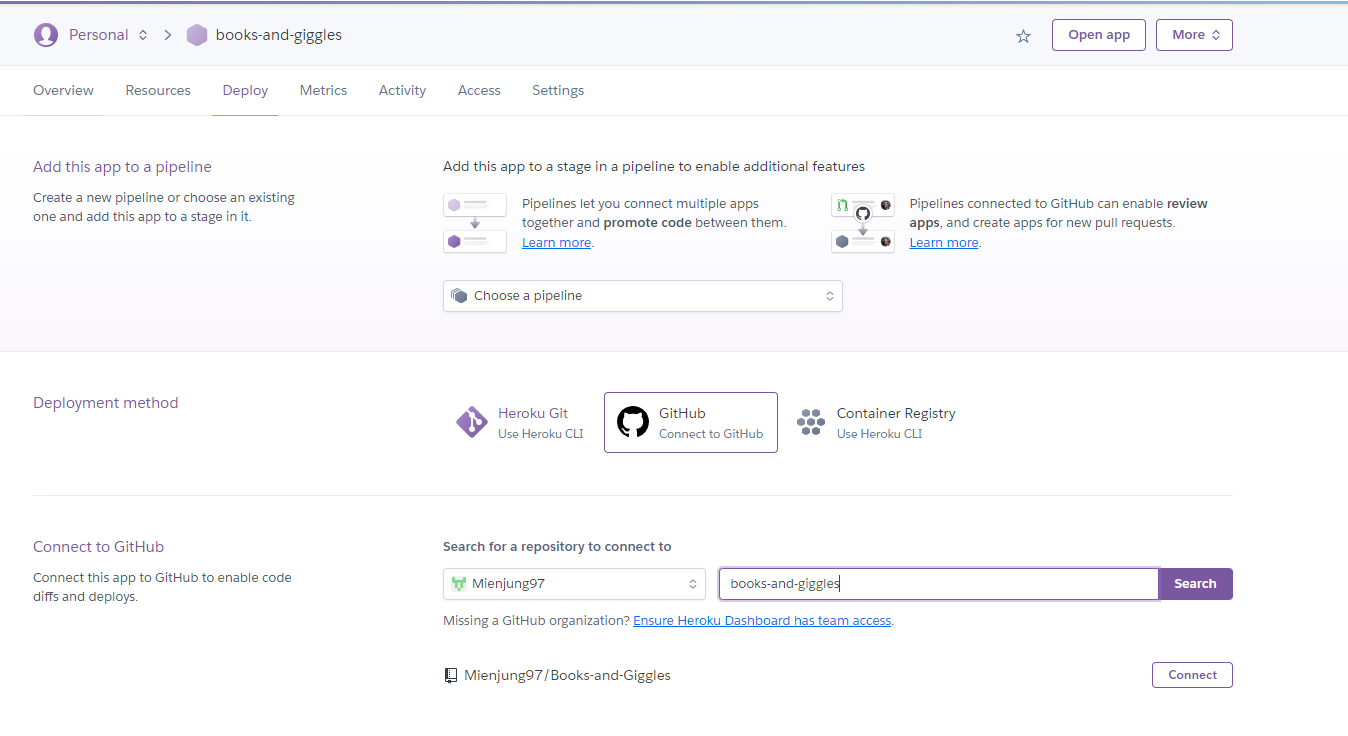 Personal books-and-giggles Open app More
Overview Resources Deploy Metrics Activity Access Settings
Add this app to a pipeline
Create a new pipeline or choose an existing
one and add this app to a stage in it.
Add this app to a stage in a pipeline to enable additional features
Pipelines let you connect multiple apps
together and promote code between them.
Learn more.
Pipelines connected to GitHub can enable review
apps, and create apps for new pull requests.
Learn more.
Choose a pipeline
Deployment method
Heroku Git
Use Heroku CLI
GitHub
Connect to GitHub
Container Registry
Use Heroku CLI
Connect to GitHub
Connect this app to GitHub to enable code
diffs and deploys.
Search for a repository to connect to
Mienjung97 books-and-giggles Search
Missing a GitHub organization? Ensure Heroku Dashboard has team access.
Mienjung97/Books-and-Giggles Connect